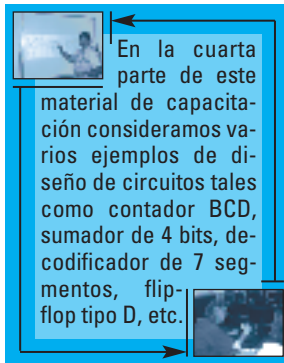 En la cuarta
parte de este
material de capacita-
ción consideramos va-
rios ejemplos de di-
seño de circuitos tales
como contador BCD,
sumador de 4 bits, de-
codificador de 7 seg-
mentos, flip-
flop tipo D, etc.